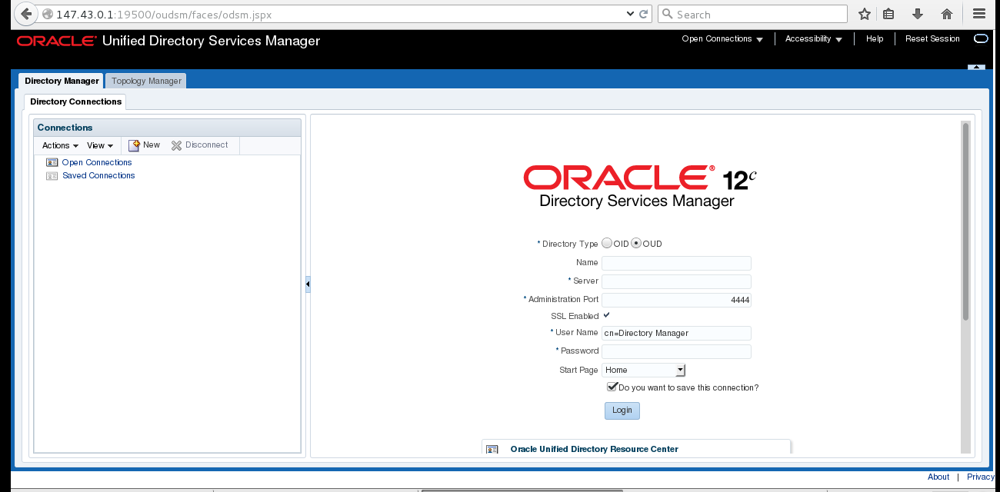 147.43.0.1:19500/oudsm/faces/odsm.jspx
Search
ORACLE® Unified Directory Services Manager
Open Connections
Accessibility
Help
Reset Session
Directory Manager
Topology Manager
Directory Connections
Connections
Actions
View
New
Disconnect
Open Connections
Saved Connections
ORACLE® 12c
Directory Services Manager
* Directory Type OID OUD
Name
* Server
* Administration Port 4444
SSL Enabled
* User Name cn=Directory Manager
* Password
Start Page Home
Do you want to save this connection?
Login
Oracle Unified Directory Resource Center
About | Privacy